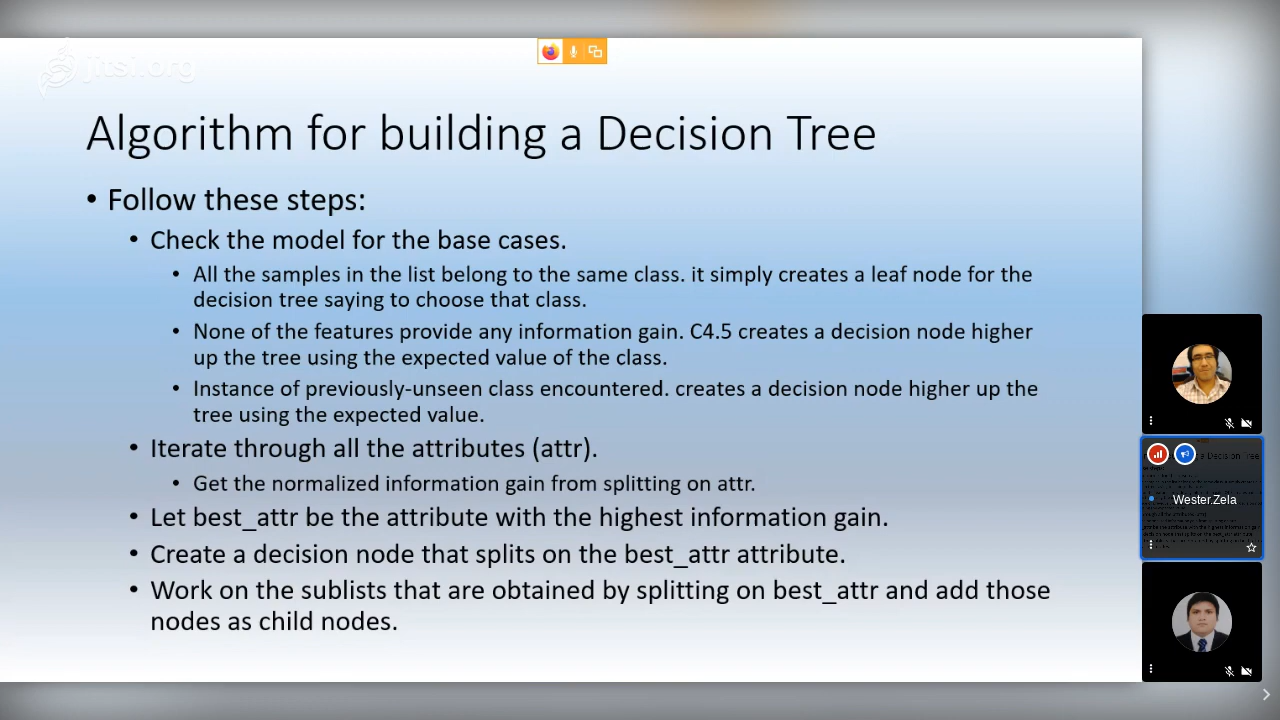 jitsi.org
Algorithm for building a Decision Tree
• Follow these steps:
• Check the model for the base cases.
• All the samples in the list belong to the same class. it simply creates a leaf node for the
decision tree saying to choose that class.
• None of the features provide any information gain. C4.5 creates a decision node higher
up the tree using the expected value of the class.
• Instance of previously-unseen class encountered. creates a decision node higher up the
tree using the expected value.
• Iterate through all the attributes (attr).
• Get the normalized information gain from splitting on attr.
• Let best_attr be the attribute with the highest information gain.
• Create a decision node that splits on the best_attr attribute.
• Work on the sublists that are obtained by splitting on best_attr and add those
nodes as child nodes.
Wester.Zela